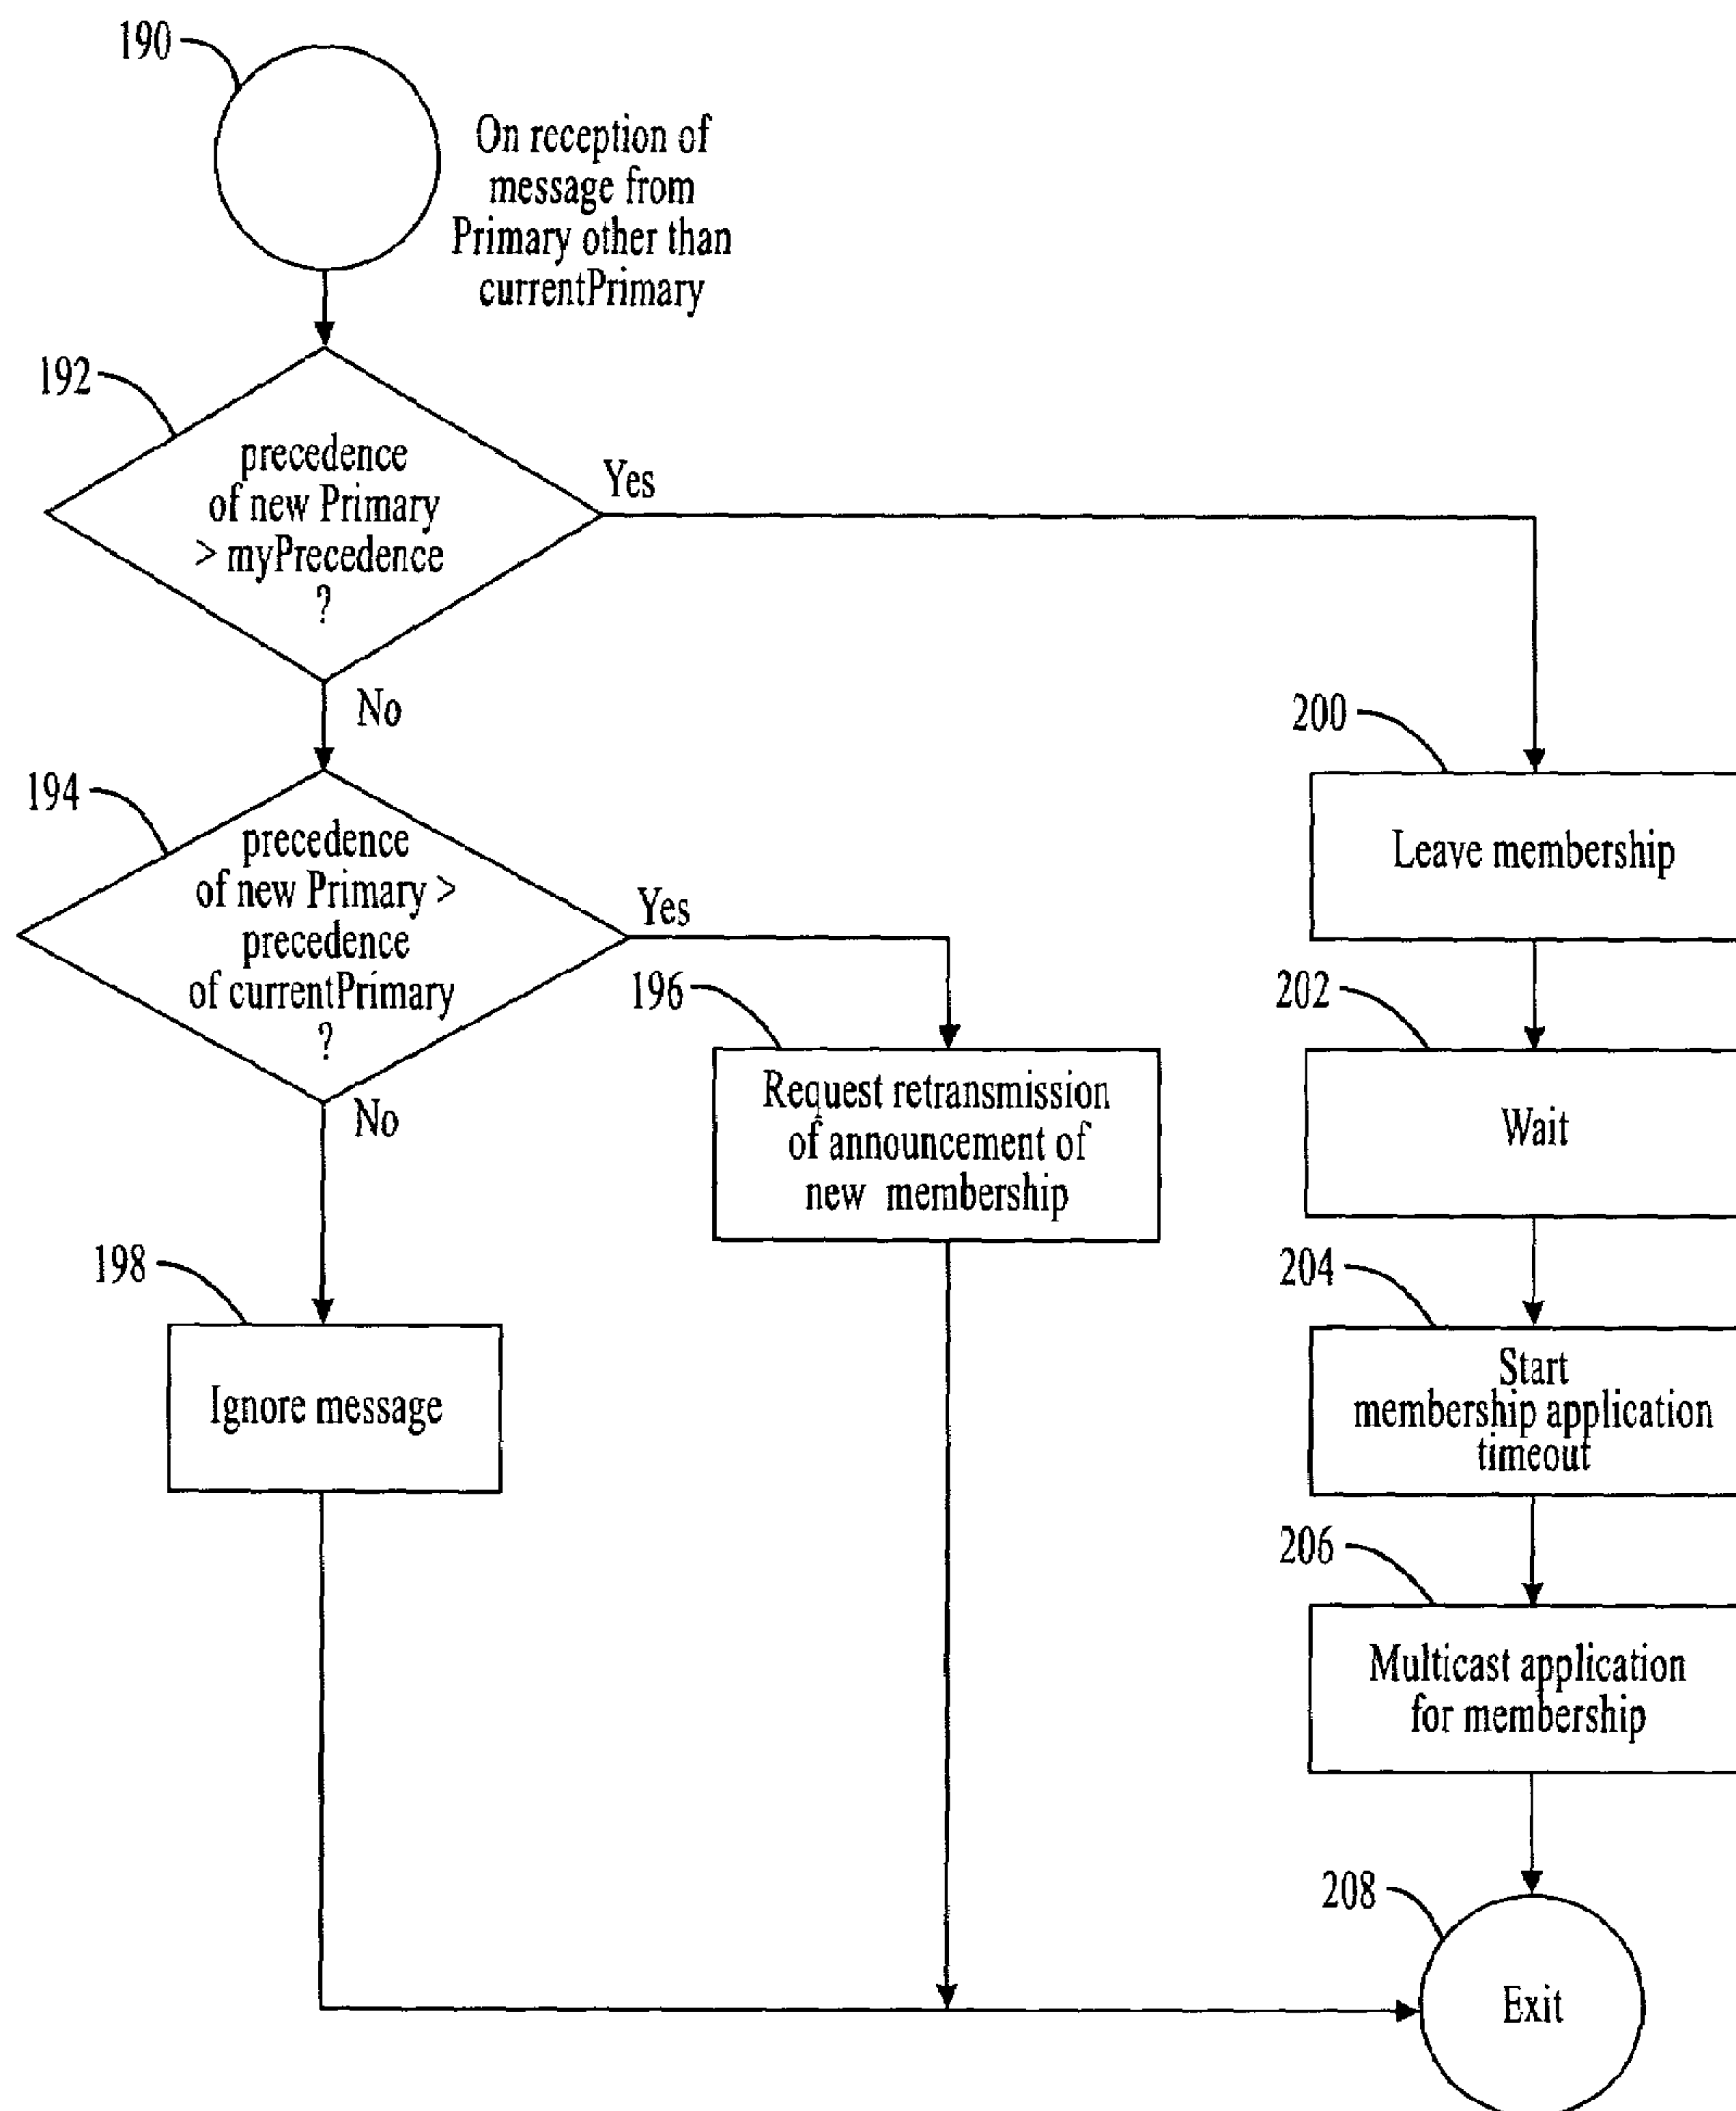 190
On reception of
message from
Primary other than
currentPrimary
192
precedence
of new Primary
> myPrecedence
?
Yes
No
194
precedence
of new Primary >
precedence
of currentPrimary
?
Yes
No
196
Request retransmission
of announcement of
new membership
198
Ignore message
200
Leave membership
202
Wait
204
Start
membership application
timeout
206
Multicast application
for membership
208
Exit